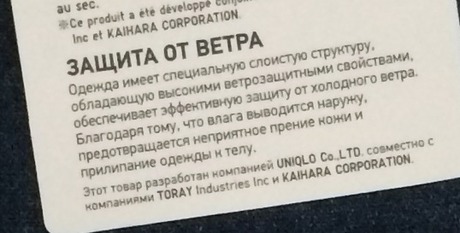 au sec.
※Ce produit a été développé conjoin
Inc et KAIHARA CORPORATION.
ЗАЩИТА ОТ ВЕТРА
Одежда имеет специальную слоистую структуру,
обладающую высокими ветрозащитными свойствами,
обеспечивает эффективную защиту от холодного ветра.
Благодаря тому, что влага выводится наружу,
предотвращается неприятное прение кожи и
прилипание одежды к телу.
Этот товар разработан компанией UNIQLO Co.,LTD. совместно с
компаниями TORAY Industries Inc и KAIHARA CORPORATION.